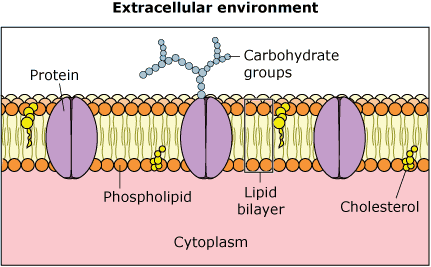 Extracellular environment
Carbohydrate
groups
Protein
Phospholipid
Lipid
bilayer
Cholesterol
Cytoplasm